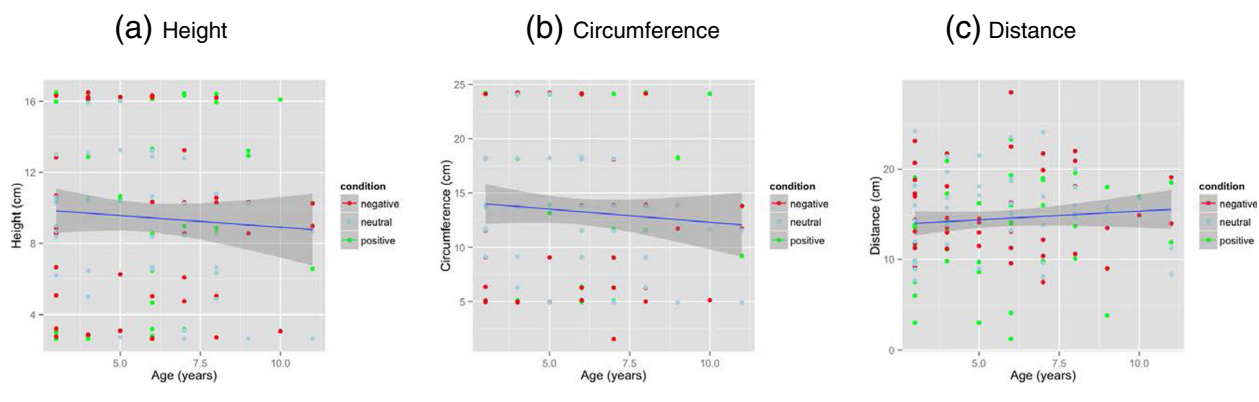 (a) Height
16
12
8
4
Height (cm)
5.0 7.5 10.0
Age (years)
condition
negative
neutral
positive
(b) Circumference
25
20
15
10
5
Circumference (cm)
5.0 7.5 10.0
Age (years)
condition
negative
neutral
positive
(c) Distance
20
10
0
Distance (cm)
5.0 7.5 10.0
Age (years)
condition
negative
neutral
positive